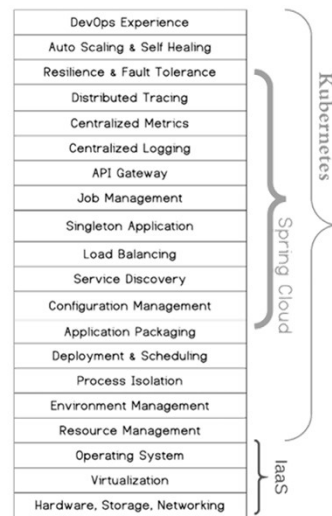 DevOps Experience
Auto Scaling & Self Healing
Resilience & Fault Tolerance
Distributed Tracing
Centralized Metrics
Centralized Logging
API Gateway
Job Management
Singleton Application
Load Balancing
Service Discovery
Configuration Management
Application Packaging
Deployment & Scheduling
Process Isolation
Environment Management
Resource Management
Operating System
Virtualization
Hardware, Storage, Networking
Spring Cloud
Kubernetes
IaaS